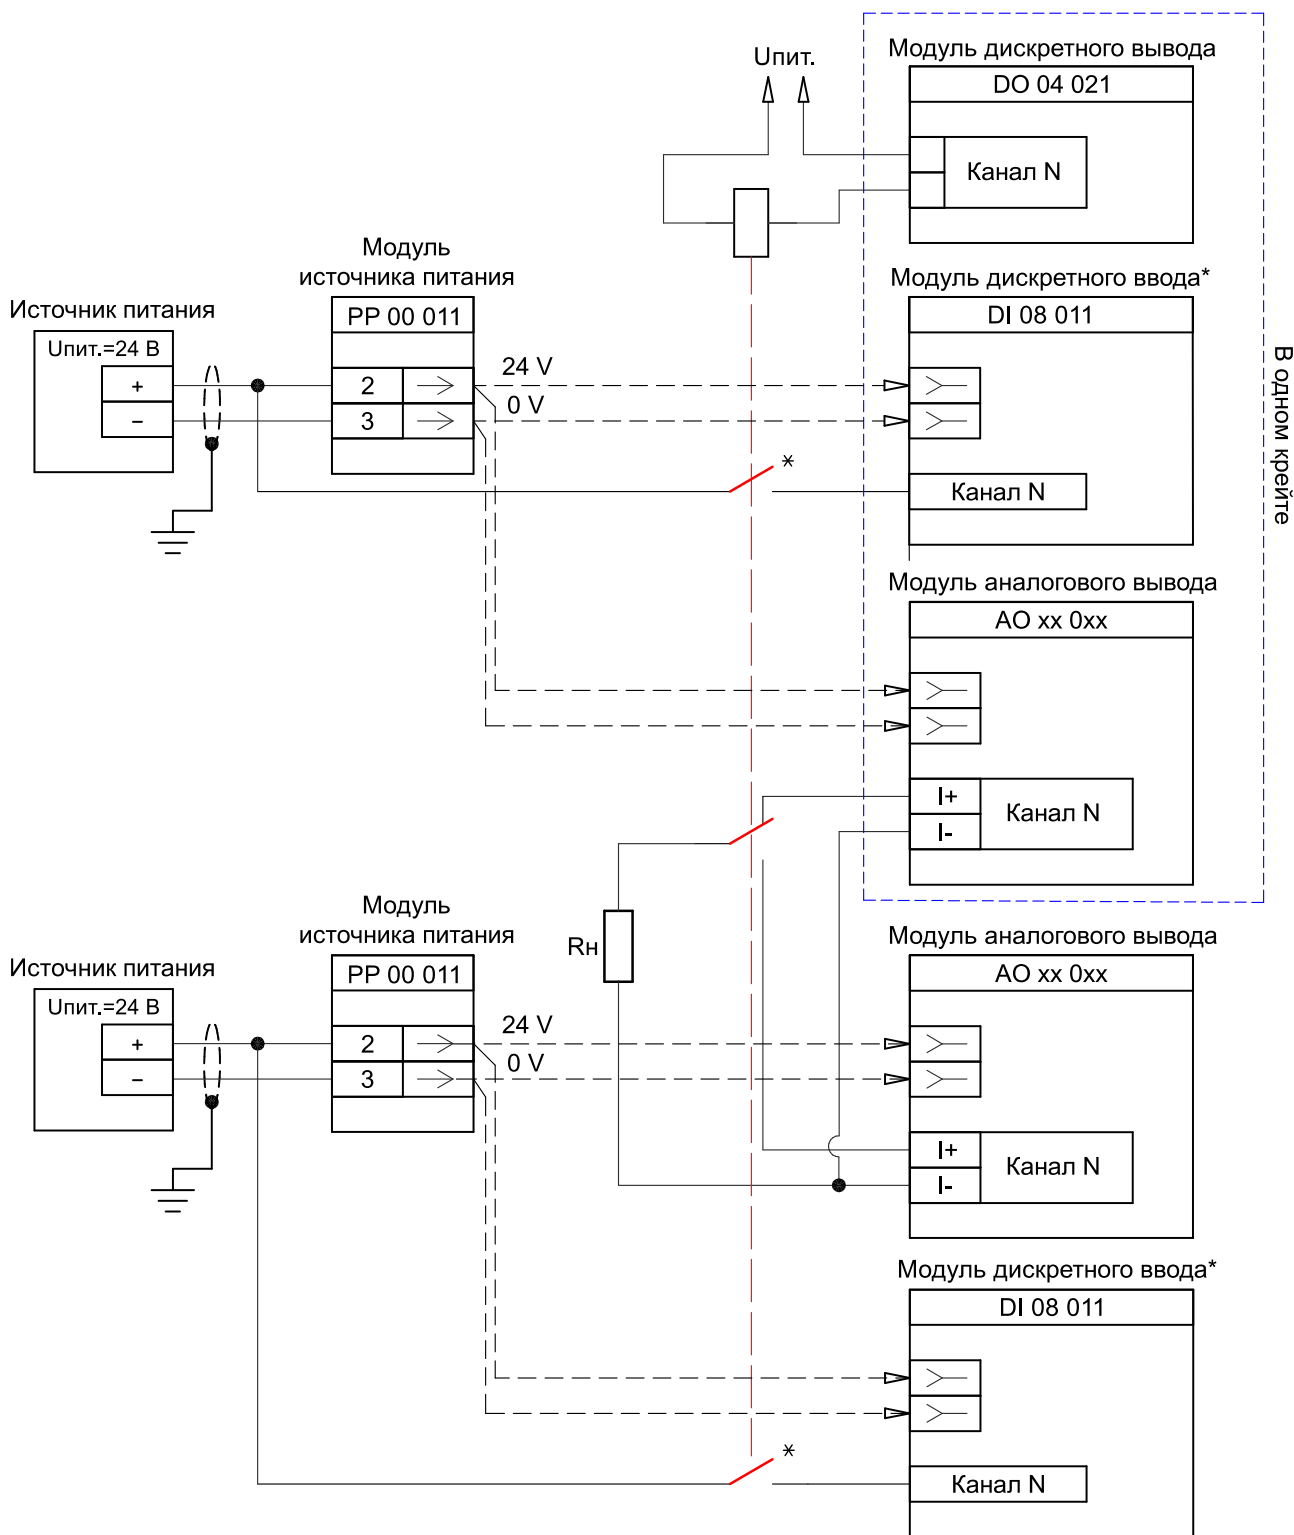 Uпит.
Модуль дискретного вывода
DO 04 021
Канал N
Модуль
источника питания
PP 00 011
Источник питания
Uпит.=24 В
+
−
2
3
24 V
0 V
Модуль дискретного ввода*
DI 08 011
*
Канал N
В одном крейте
Модуль аналогового вывода
AO xx 0xx
I+
I-
Канал N
Rн
Модуль
источника питания
PP 00 011
Источник питания
Uпит.=24 В
+
−
2
3
24 V
0 V
Модуль аналогового вывода
AO xx 0xx
I+
I-
Канал N
Модуль дискретного ввода*
DI 08 011
*
Канал N